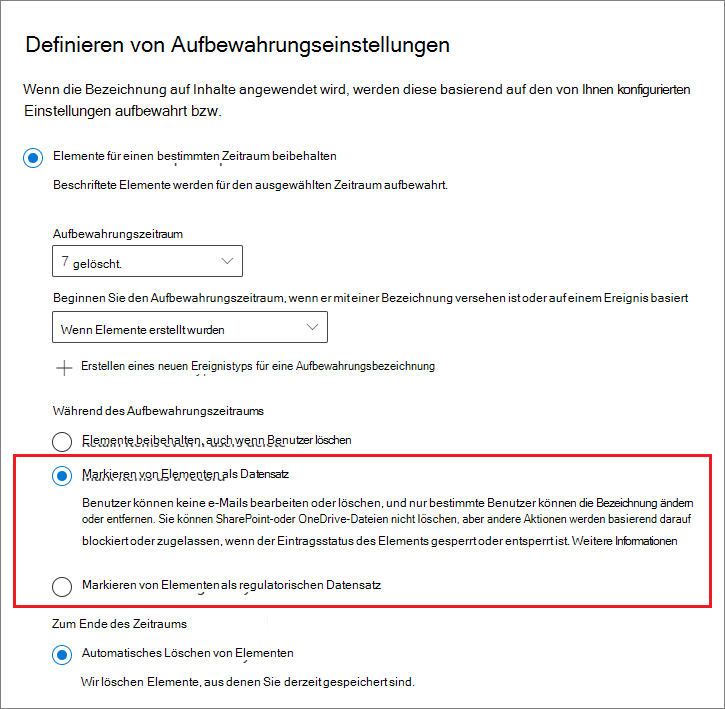 Definieren von Aufbewahrungseinstellungen
Wenn die Bezeichnung auf Inhalte angewendet wird, werden diese basierend auf den von Ihnen konfigurierten
Einstellungen aufbewahrt bzw.
Elemente für einen bestimmten Zeitraum beibehalten
Beschriftete Elemente werden für den ausgewählten Zeitraum aufbewahrt.
Aufbewahrungszeitraum
7 gelöscht.
Beginnen Sie den Aufbewahrungszeitraum, wenn er mit einer Bezeichnung versehen ist oder auf einem Ereignis basiert
Wenn Elemente erstellt wurden
Erstellen eines neuen Ereignistyps für eine Aufbewahrungsbezeichnung
Während des Aufbewahrungszeitraums
Elemente beibehalten, auch wenn Benutzer löschen
Markieren von Elementen als Datensatz
Benutzer können keine e-Mails bearbeiten oder löschen, und nur bestimmte Benutzer können die Bezeichnung ändern
oder entfernen. Sie können SharePoint-oder OneDrive-Dateien nicht löschen, aber andere Aktionen werden basierend darauf
blockiert oder zugelassen, wenn der Eintragsstatus des Elements gesperrt oder entsperrt ist. Weitere Informationen
Markieren von Elementen als regulatorischen Datensatz
Zum Ende des Zeitraums
Automatisches Löschen von Elementen
Wir löschen Elemente, aus denen Sie derzeit gespeichert sind.